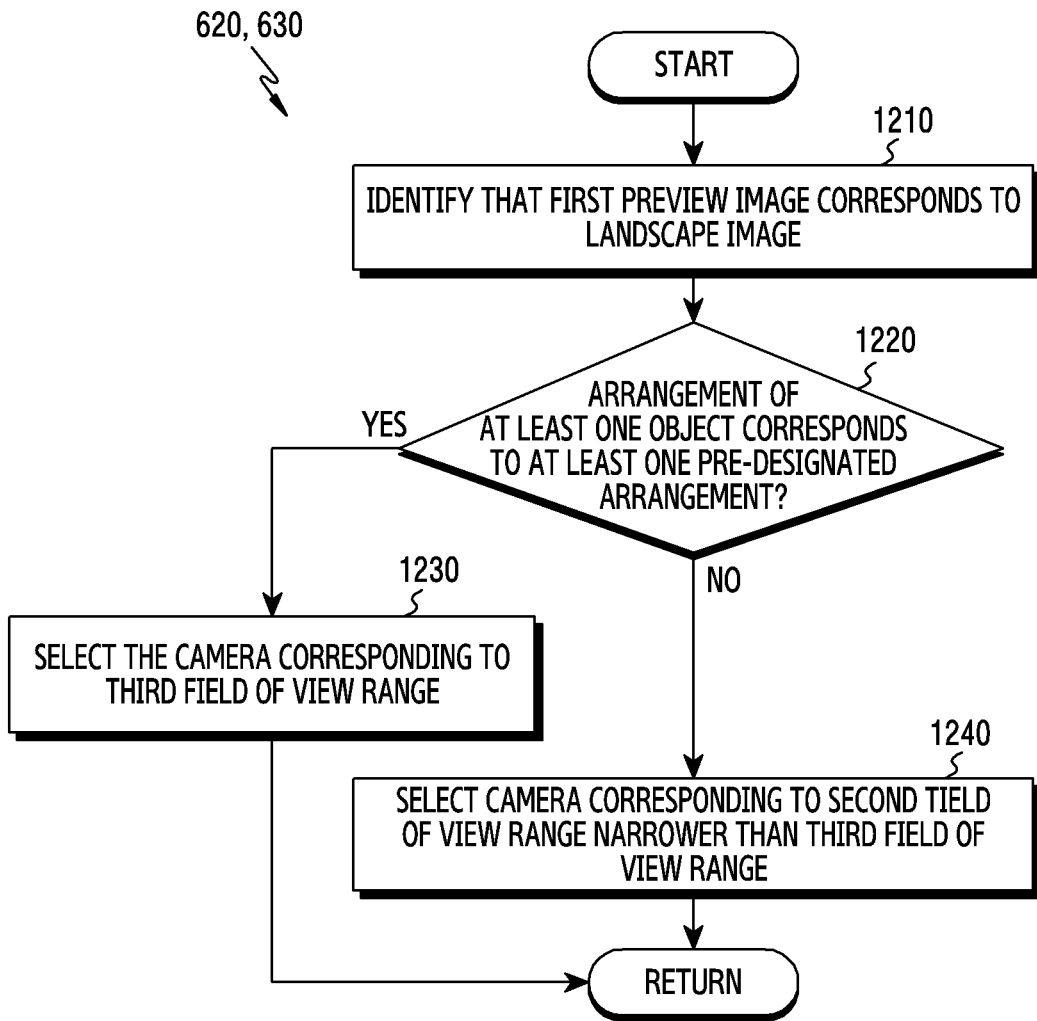 620, 630
START
1210
IDENTIFY THAT FIRST PREVIEW IMAGE CORRESPONDS TO
LANDSCAPE IMAGE
1220
ARRANGEMENT OF
AT LEAST ONE OBJECT CORRESPONDS
TO AT LEAST ONE PRE-DESIGNATED
ARRANGEMENT?
YES
NO
1230
SELECT THE CAMERA CORRESPONDING TO
THIRD FIELD OF VIEW RANGE
1240
SELECT CAMERA CORRESPONDING TO SECOND TIELD
OF VIEW RANGE NARROWER THAN THIRD FIELD OF
VIEW RANGE
RETURN